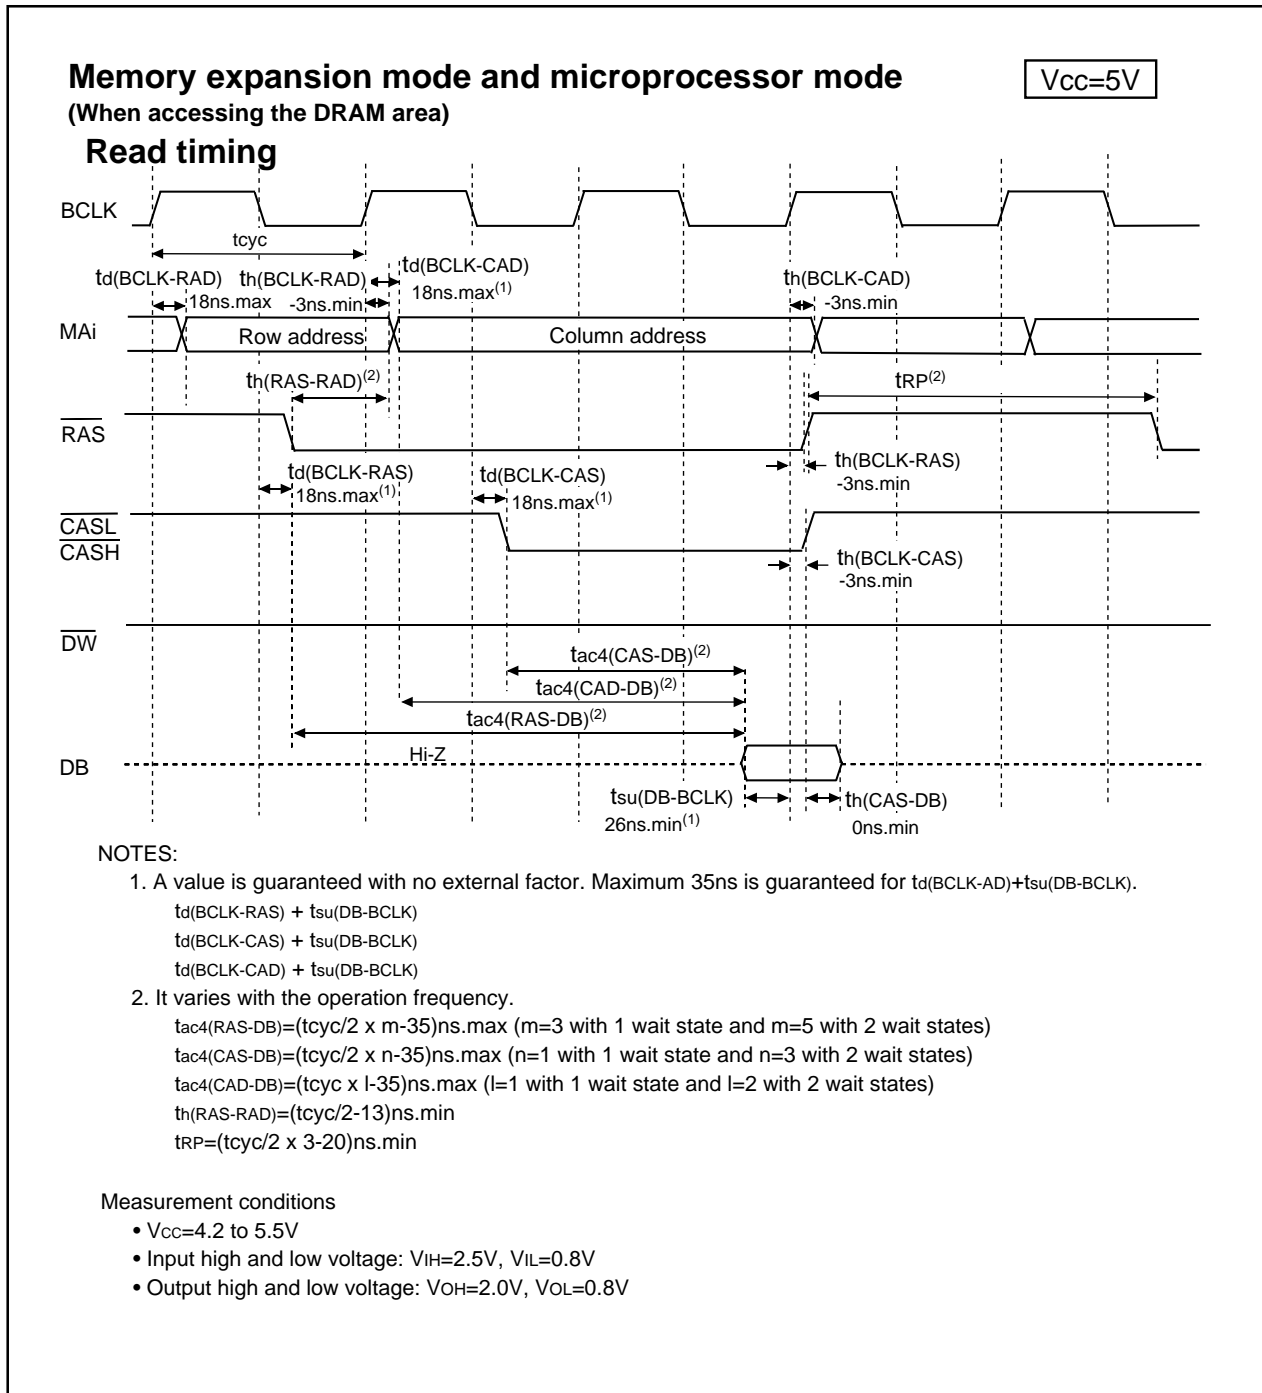 Memory expansion mode and microprocessor mode
Vcc=5V
(When accessing the DRAM area)
Read timing
BCLK
tcyc
td(BCLK-RAD)
18ns.max
th(BCLK-RAD)
-3ns.min
td(BCLK-CAD)
18ns.max(1)
th(BCLK-CAD)
-3ns.min
MAi
Row address
Column address
th(RAS-RAD)(2)
tRP(2)
RAS
td(BCLK-RAS)
18ns.max(1)
td(BCLK-CAS)
18ns.max(1)
th(BCLK-RAS)
-3ns.min
CASL
CASH
th(BCLK-CAS)
-3ns.min
DW
tac4(CAS-DB)(2)
tac4(CAD-DB)(2)
tac4(RAS-DB)(2)
DB
Hi-Z
tsu(DB-BCLK)
26ns.min(1)
th(CAS-DB)
0ns.min
NOTES:
1. A value is guaranteed with no external factor. Maximum 35ns is guaranteed for td(BCLK-AD)+tsu(DB-BCLK).
td(BCLK-RAS) + tsu(DB-BCLK)
td(BCLK-CAS) + tsu(DB-BCLK)
td(BCLK-CAD) + tsu(DB-BCLK)
2. It varies with the operation frequency.
tac4(RAS-DB)=(tcyc/2 x m-35)ns.max (m=3 with 1 wait state and m=5 with 2 wait states)
tac4(CAS-DB)=(tcyc/2 x n-35)ns.max (n=1 with 1 wait state and n=3 with 2 wait states)
tac4(CAD-DB)=(tcyc x l-35)ns.max (l=1 with 1 wait state and l=2 with 2 wait states)
th(RAS-RAD)=(tcyc/2-13)ns.min
tRP=(tcyc/2 x 3-20)ns.min
Measurement conditions
• VCC=4.2 to 5.5V
• Input high and low voltage: VIH=2.5V, VIL=0.8V
• Output high and low voltage: VOH=2.0V, VOL=0.8V